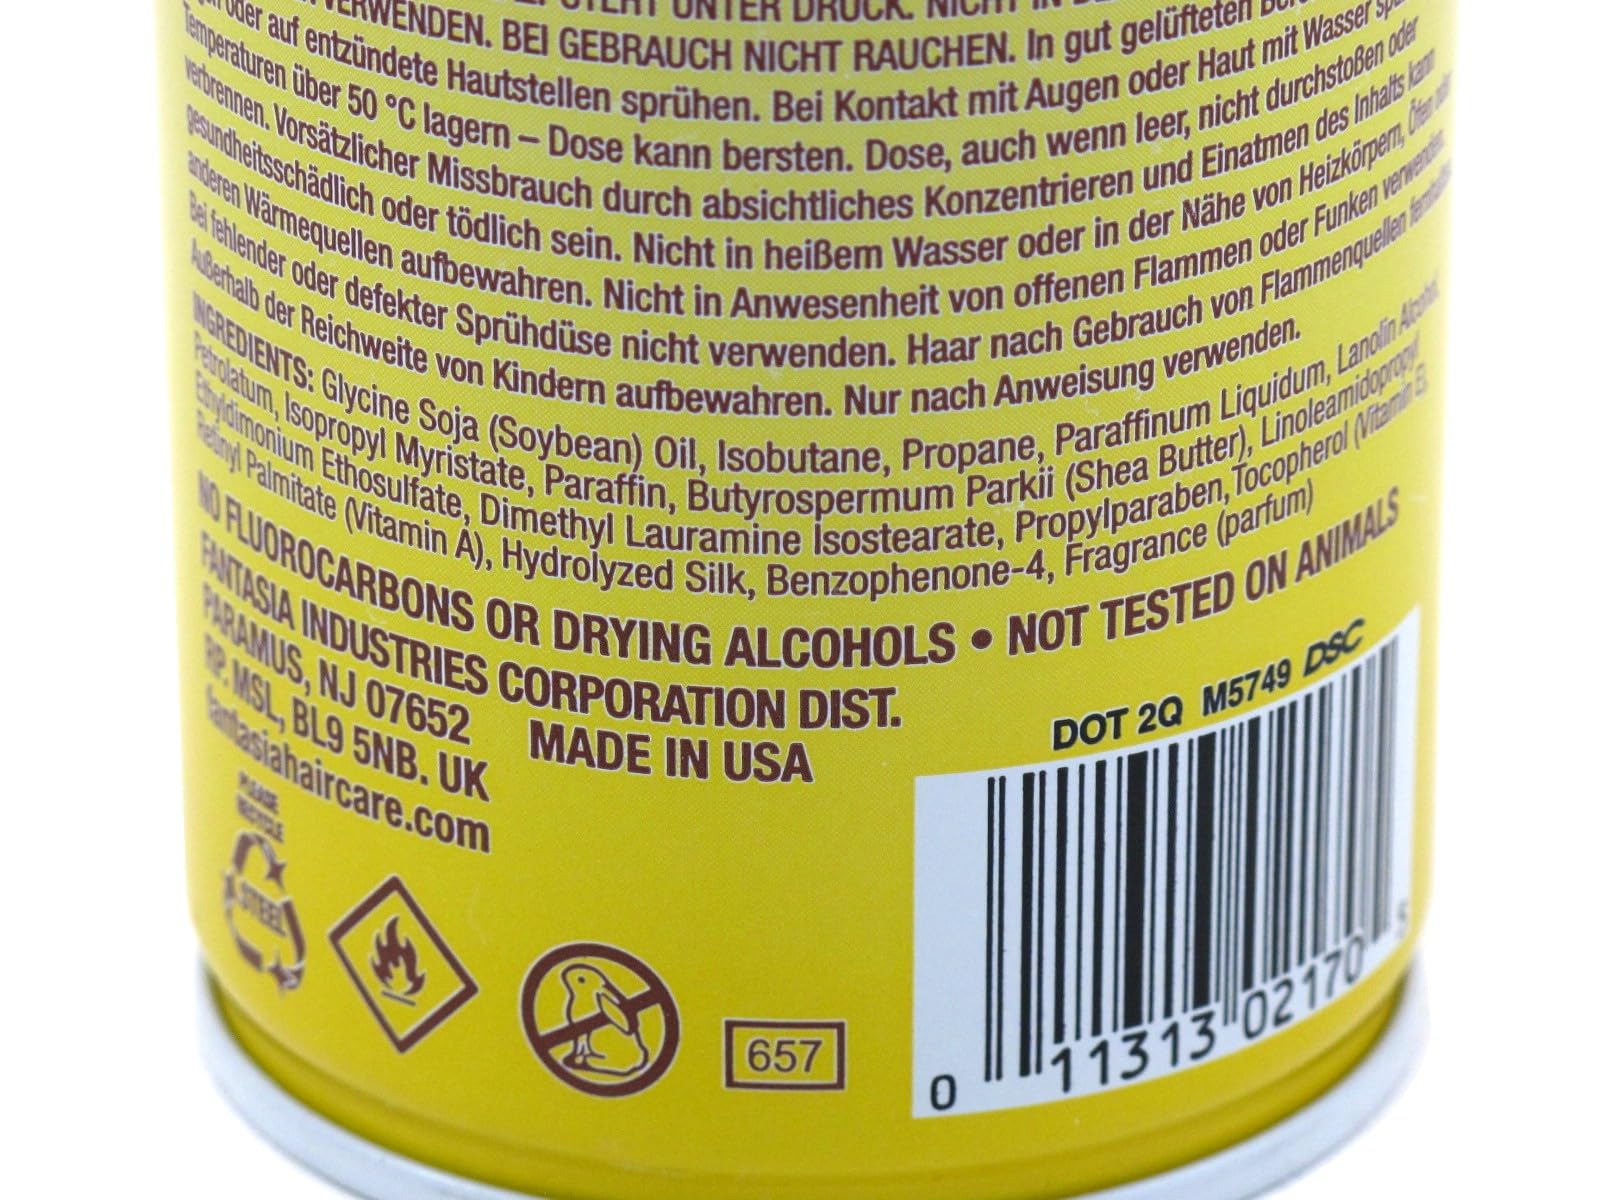 STEHT UNTER DRUCK. NICHT IN
VERWENDEN. BEI GEBRAUCH NICHT RAUCHEN. In gut gelüfteten
oder auf entzündete Hautstellen sprühen. Bei Kontakt mit Augen oder Haut mit Wasser
Temperaturen über 50 °C lagern – Dose kann bersten. Dose, auch wenn leer, nicht durchstoßen oder
verbrennen. Vorsätzlicher Missbrauch durch absichtliches Konzentrieren und Einatmen des Inhalts kann
gesundheitsschädlich oder tödlich sein. Nicht in heißem Wasser oder in der Nähe von Heizkörpern, Öfen oder
anderen Wärmequellen aufbewahren. Nicht in Anwesenheit von offenen Flammen oder Funken verwenden.
Bei fehlender oder defekter Sprühdüse nicht verwenden. Haar nach Gebrauch von Flammenquellen
Außerhalb der Reichweite von Kindern aufbewahren. Nur nach Anweisung verwenden.
INGREDIENTS: Glycine Soja (Soybean) Oil, Isobutane, Propane, Paraffinum Liquidum, Lanolin Alcohol,
Petrolatum, Isopropyl Myristate, Paraffin, Butyrospermum Parkii (Shea Butter), Linoleamidopropyl
Ethyldimonium Ethosulfate, Dimethyl Lauramine Isostearate, Propylparaben, Tocopherol (Vitamin E),
Retinyl Palmitate (Vitamin A), Hydrolyzed Silk, Benzophenone-4, Fragrance (parfum)
NO FLUOROCARBONS OR DRYING ALCOHOLS • NOT TESTED ON ANIMALS
FANTASIA INDUSTRIES CORPORATION DIST.
PARAMUS, NJ 07652 MADE IN USA
RP. MSL, BL9 5NB. UK
fantasiahaircare.com
PLEASE
RECYCLE
STEEL
657
DOT 2Q M5749 DSC
0 11313 02170 5